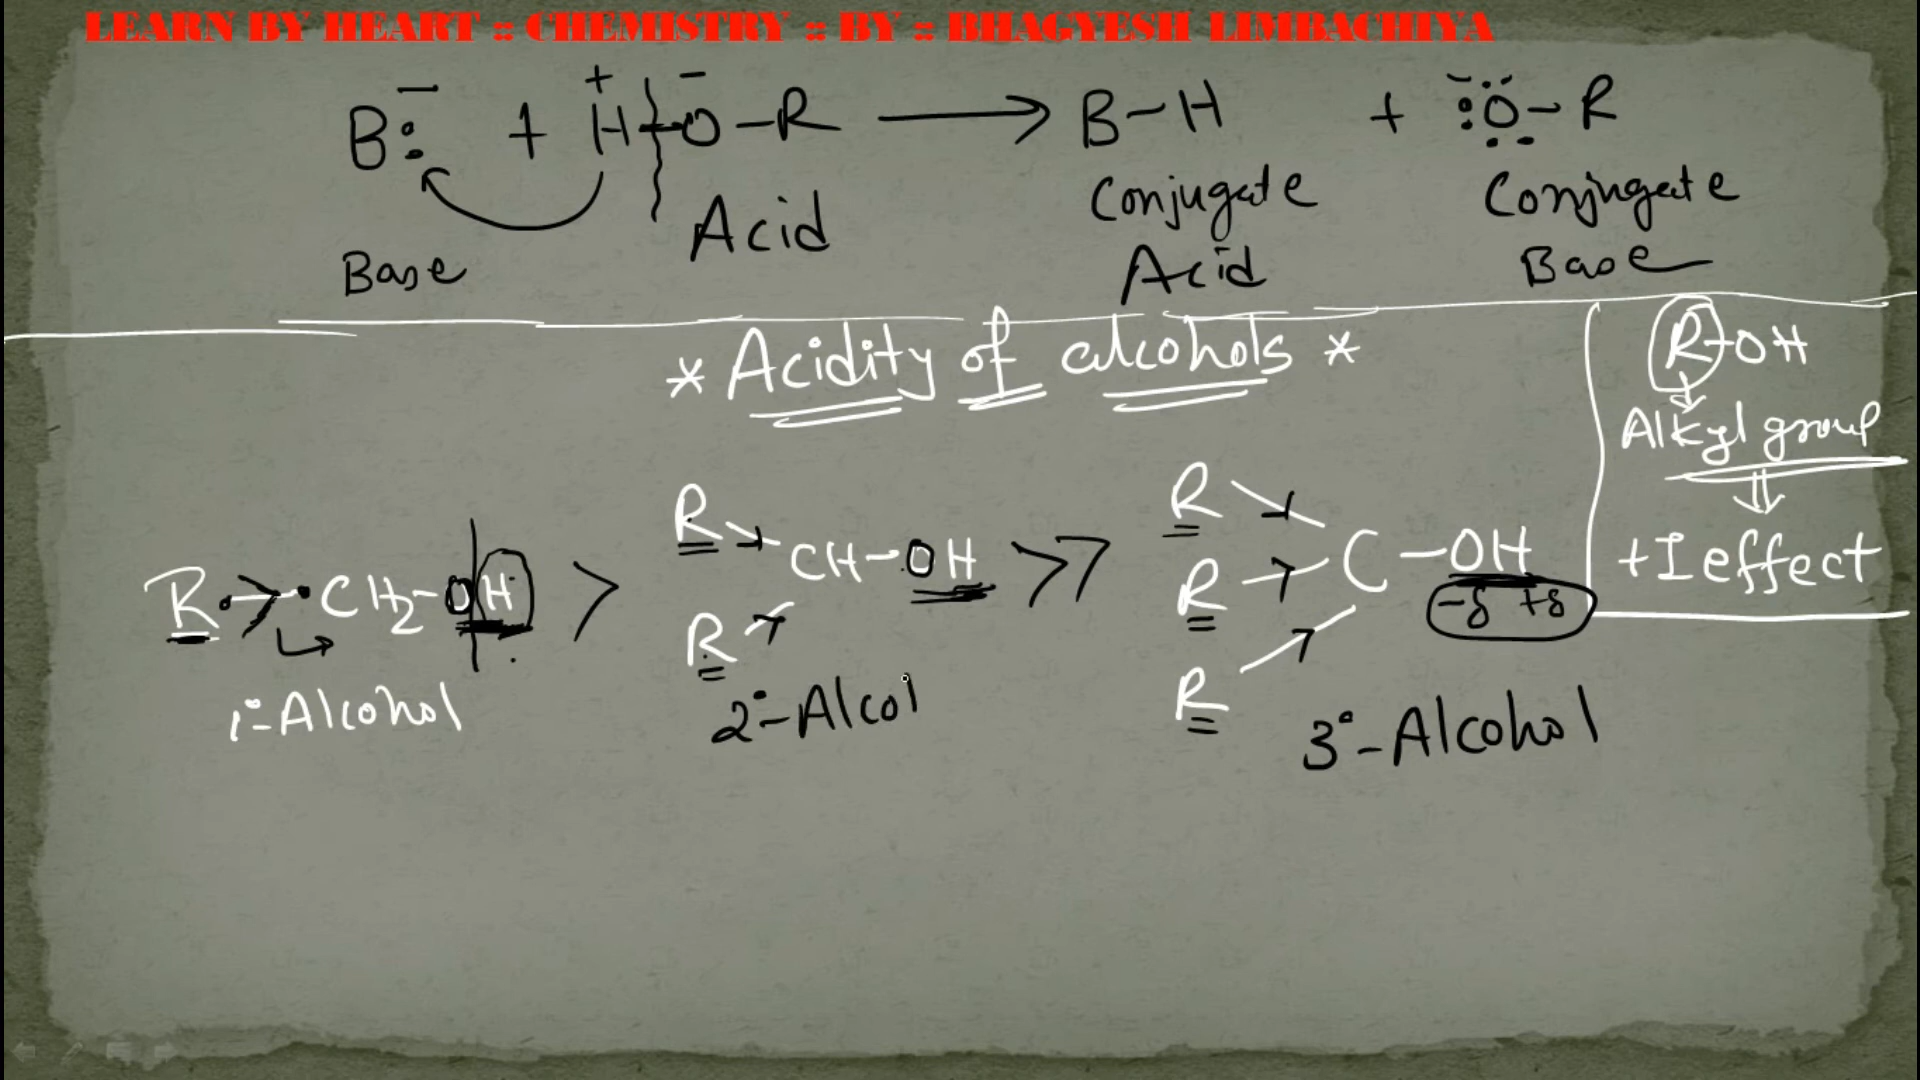 LEARN BY HEART :: CHEMISTRY :: BY :: BHAGYESH LIMBACHIYA
B:⁻ + H⁺-O⁻-R ⟶ B-H + ⁻:Ö-R
Base Acid Conjugate Acid Conjugate Base
* Acidity of alcohols *
R-OH
Alkyl group
+I effect
R → CH2-OH > R R CH-OH >> R R R C-OH
-δ +δ
1°-Alcohol 2°-Alcol 3°-Alcohol